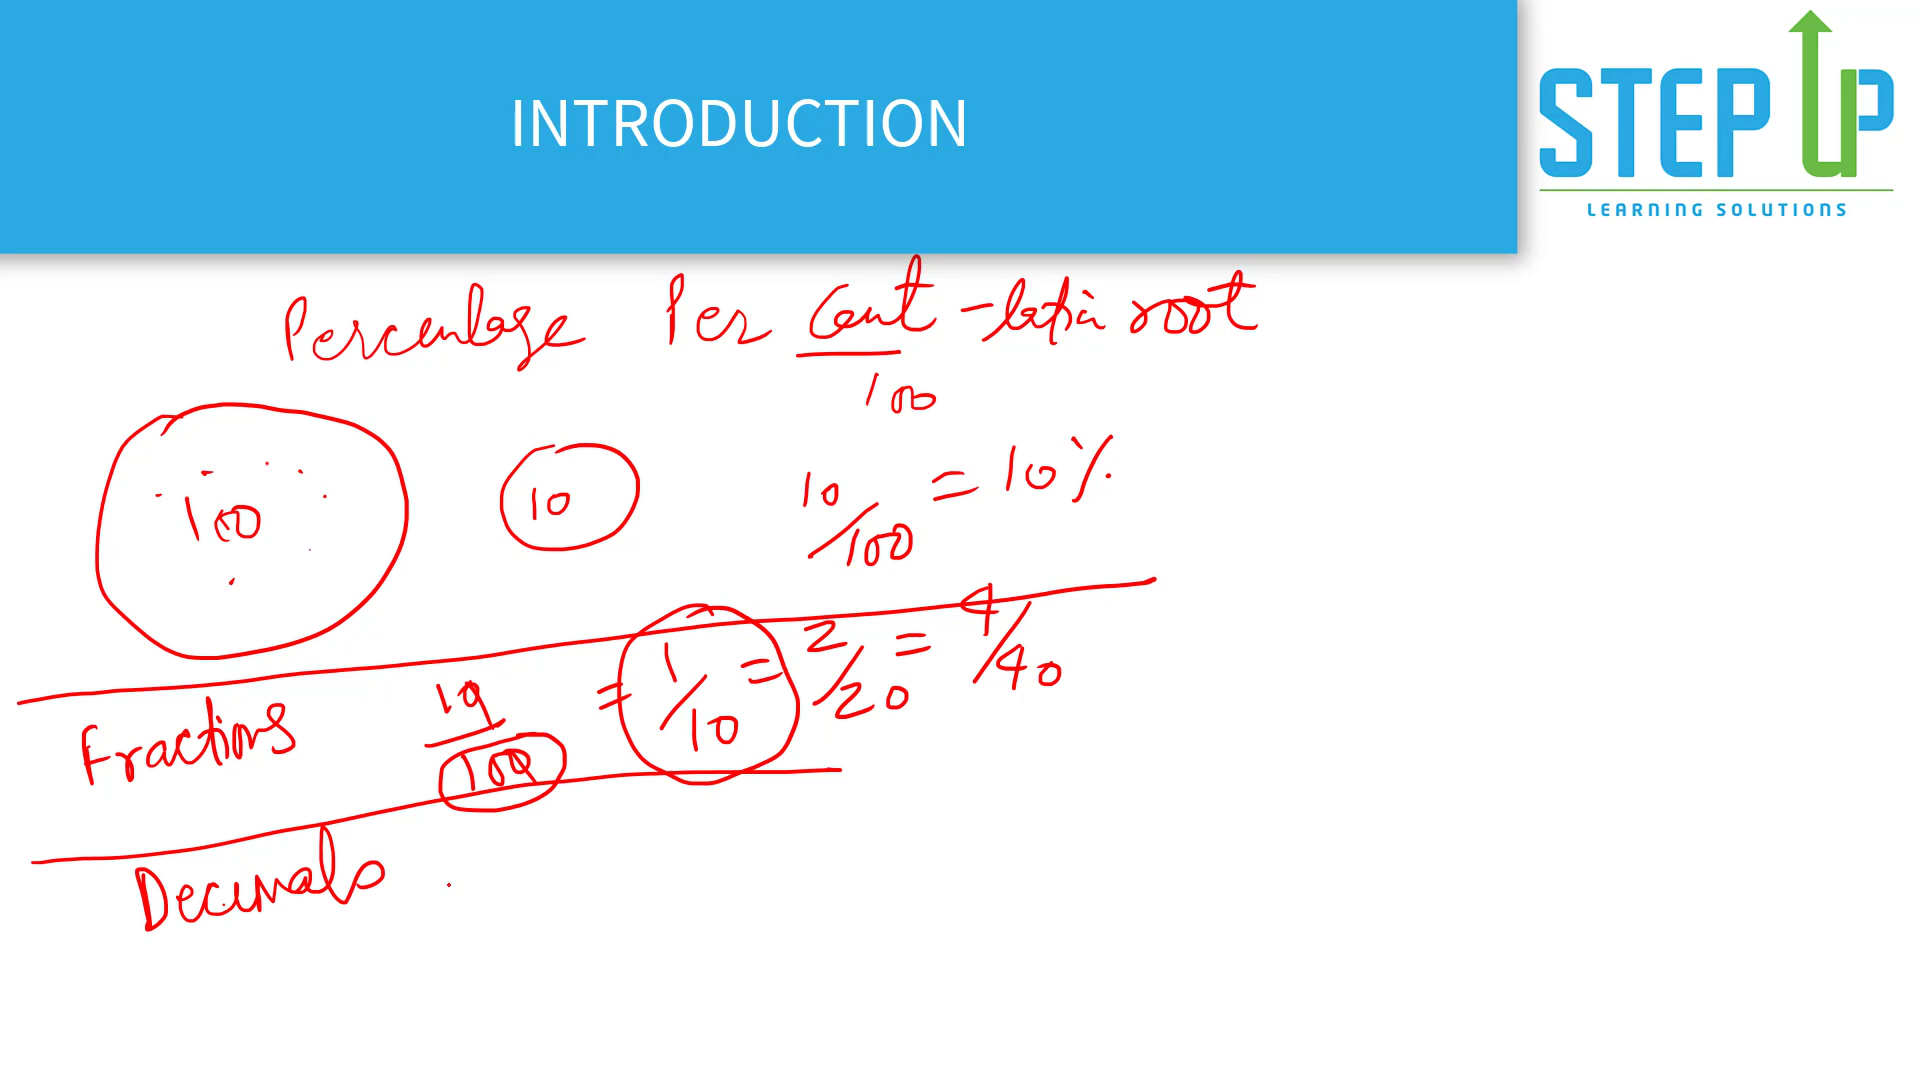 INTRODUCTION
STEP UP
LEARNING SOLUTIONS
Percentage Per Cent - latin root
100
100 10 10/100 = 10%
Fractions 10/100 = 1/10 = 2/20 = 4/40
Decimals .